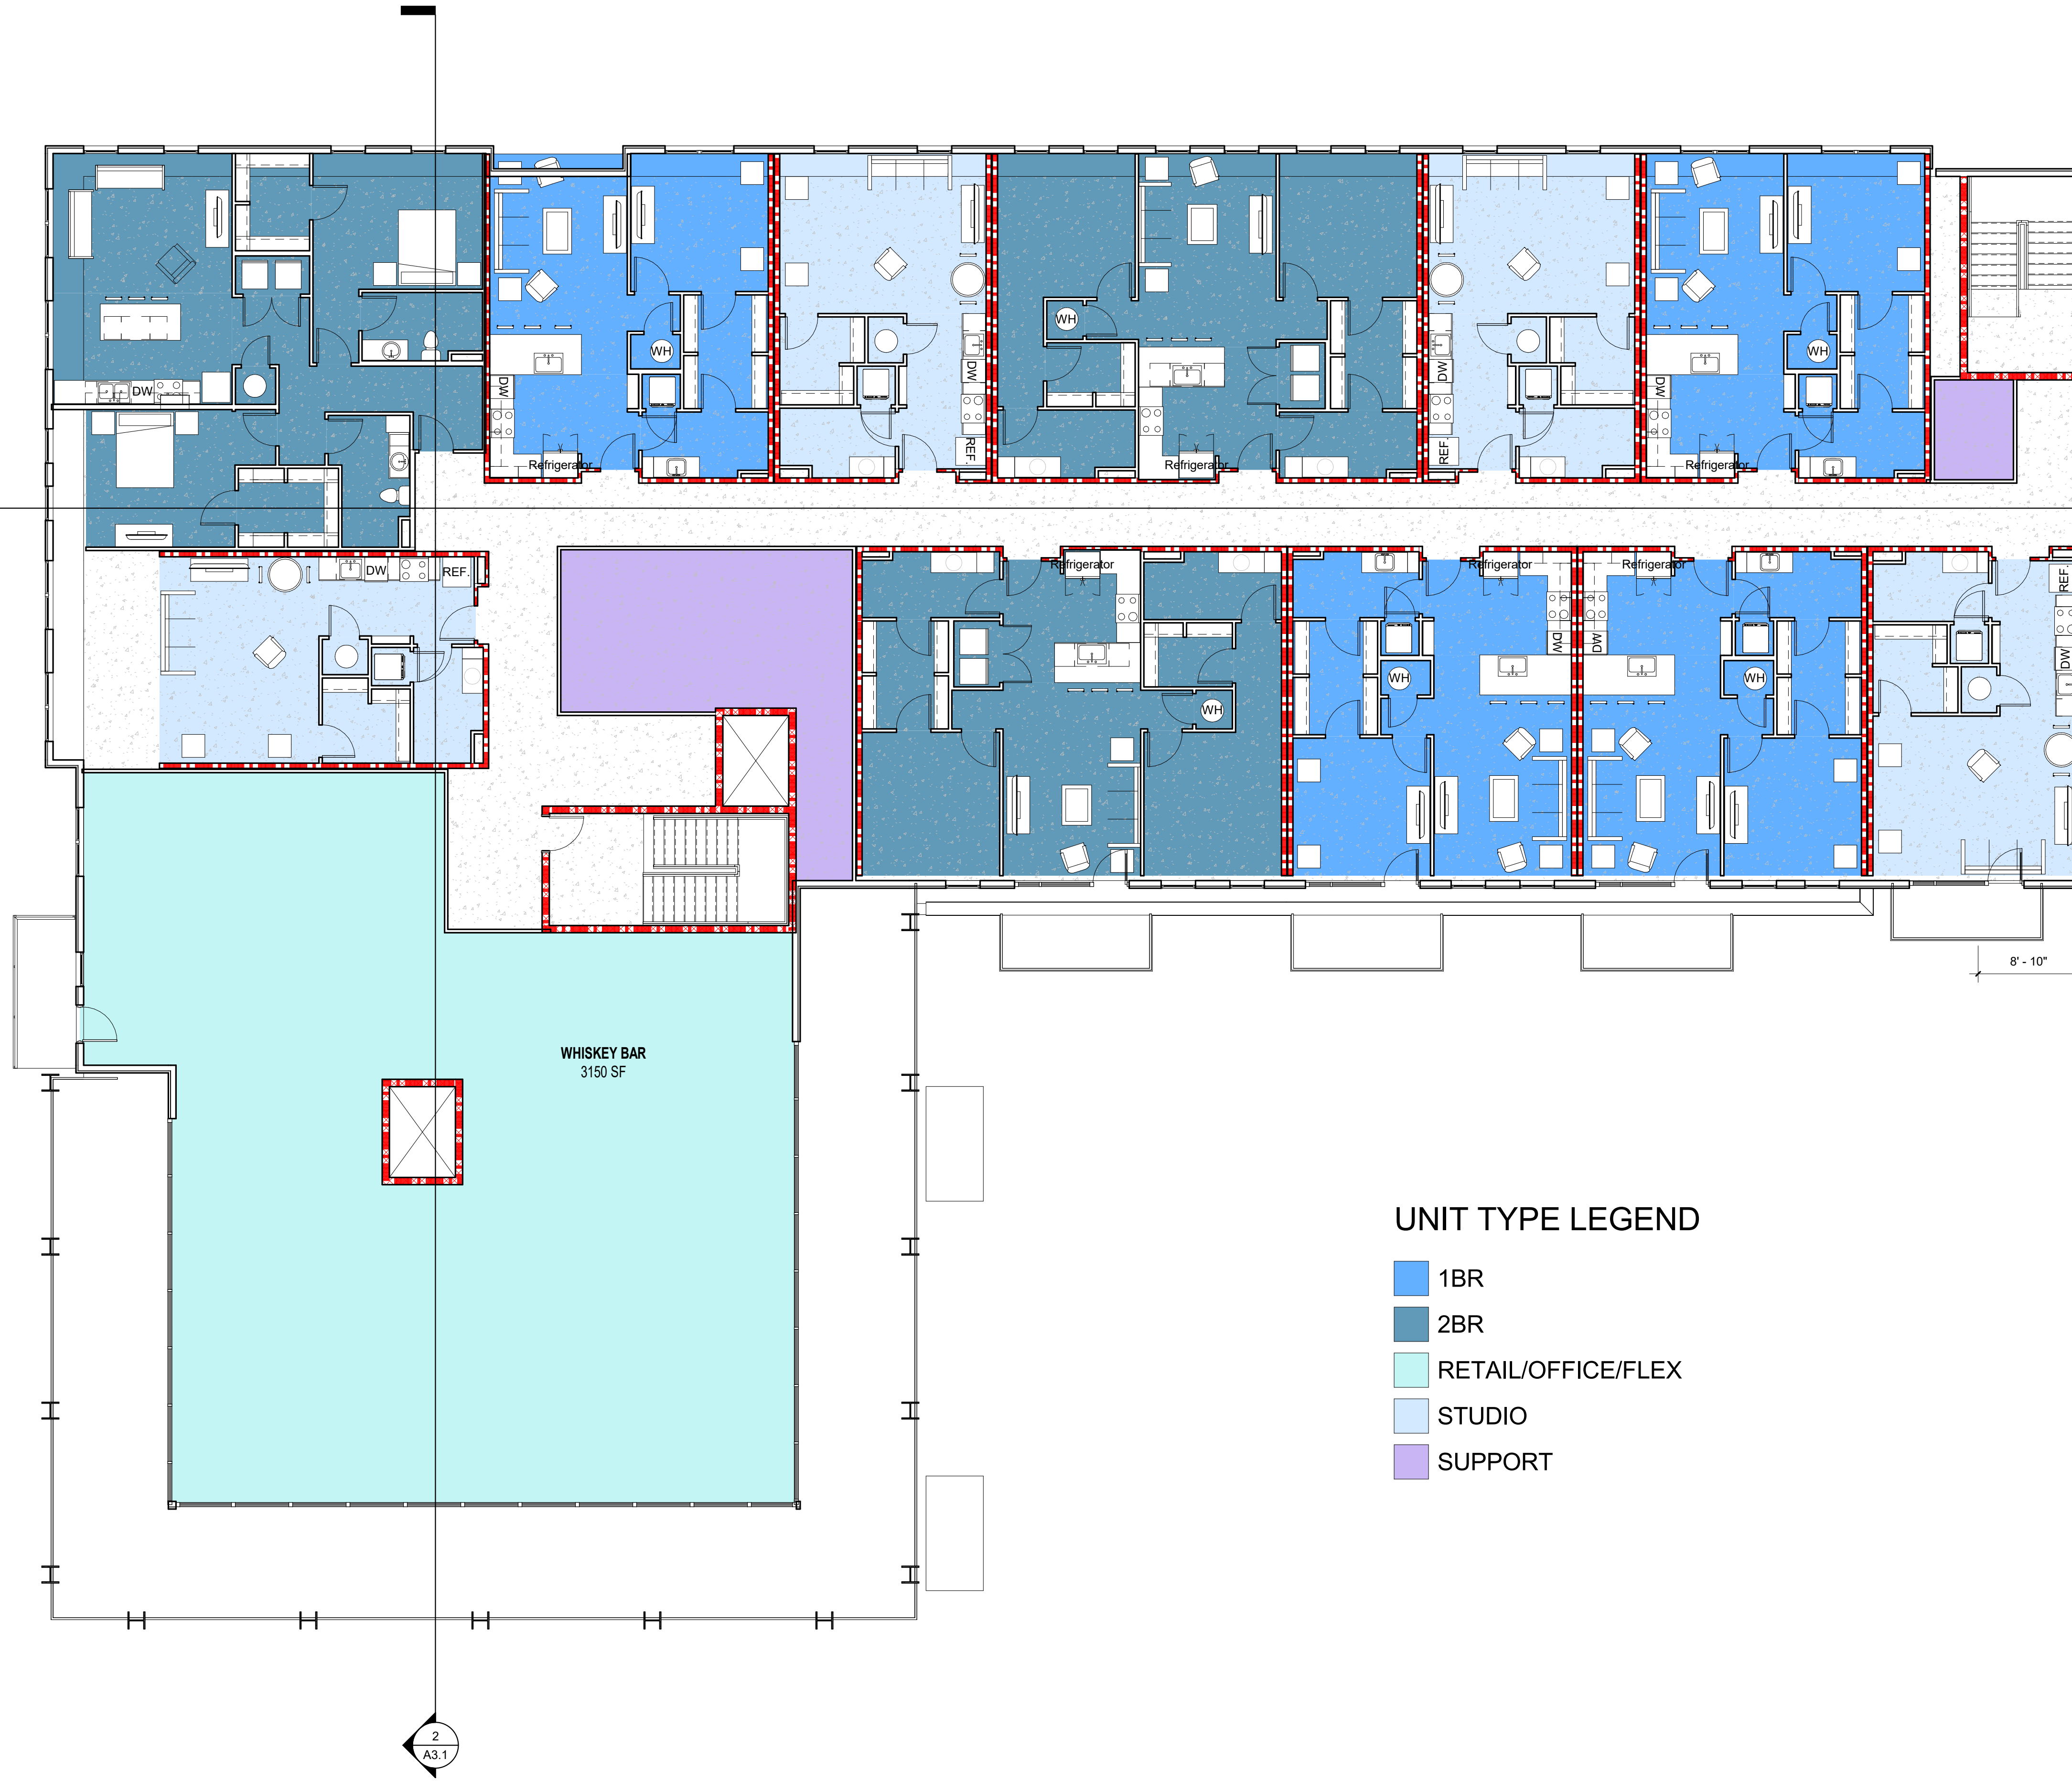 DW
DW
WH
Refrigerator
DW
REF.
WH
Refrigerator
DW
REF.
DW
WH
Refrigerator
DW
REF.
Refrigerator
WH
Refrigerator
DW
WH
Refrigerator
DW
WH
REF.
DW
8' - 10"
WHISKEY BAR
3150 SF
UNIT TYPE LEGEND
1BR
2BR
RETAIL/OFFICE/FLEX
STUDIO
SUPPORT
2
A3.1